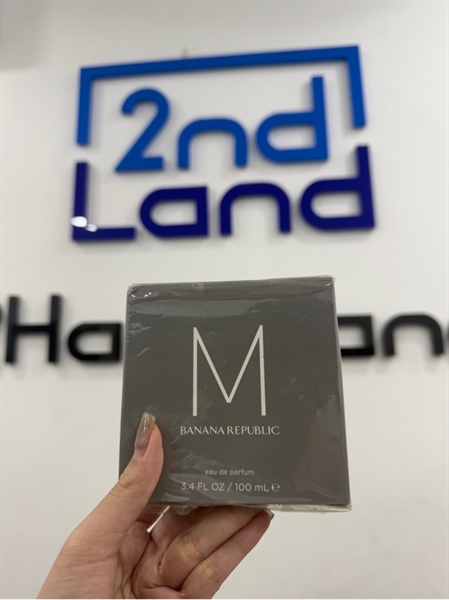 2nd
Land
M
BANANA REPUBLIC
eau de parfum
3.4 FL OZ / 100 mL ℮